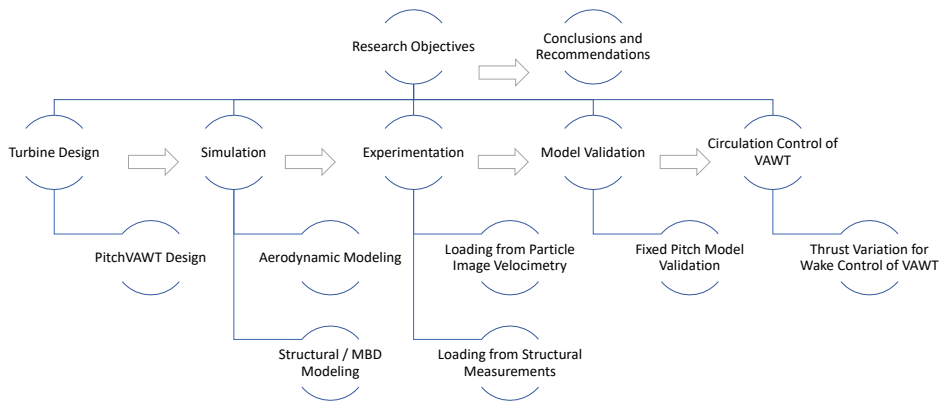 Research Objectives
Conclusions and
Recommendations
Turbine Design
Simulation
Experimentation
Model Validation
Circulation Control of
VAWT
PitchVAWT Design
Aerodynamic Modeling
Loading from Particle
Image Velocimetry
Fixed Pitch Model
Validation
Thrust Variation for
Wake Control of VAWT
Structural / MBD
Modeling
Loading from Structural
Measurements